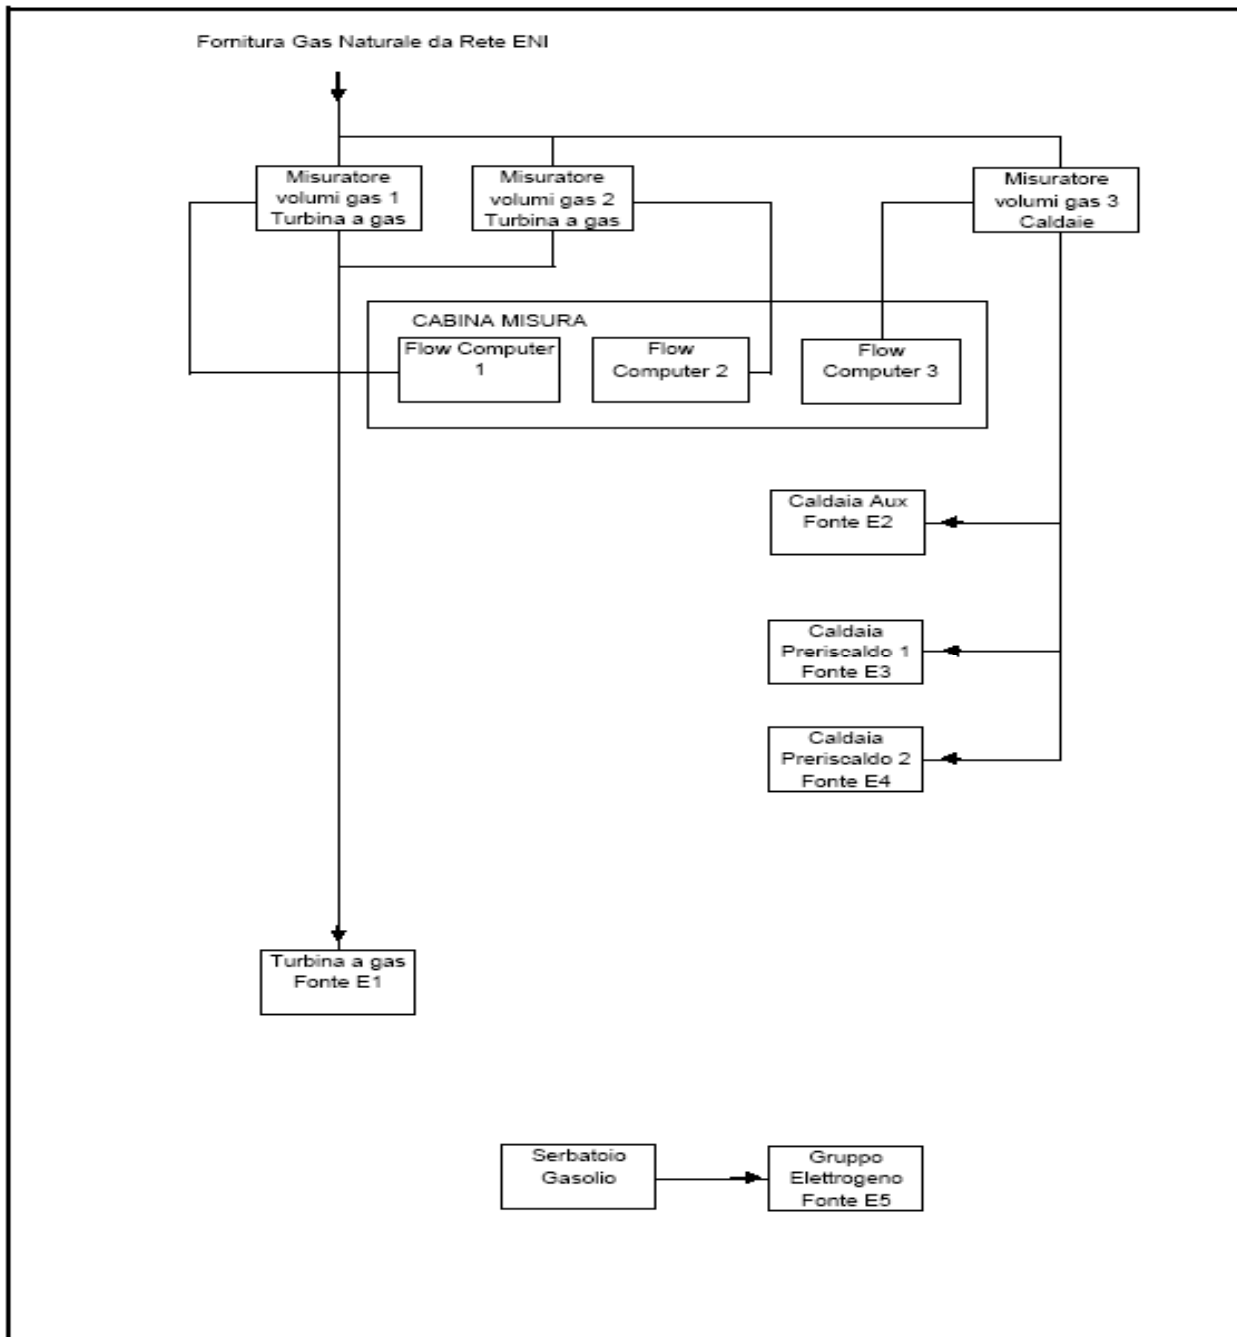 Fornitura Gas Naturale da Rete ENI
Misuratore
volumi gas 1
Turbina a gas
Misuratore
volumi gas 2
Turbina a gas
Misuratore
volumi gas 3
Caldaie
CABINA MISURA
Flow Computer
1
Flow
Computer 2
Flow
Computer 3
Caldaia Aux
Fonte E2
Caldaia
Preriscaldo 1
Fonte E3
Caldaia
Preriscaldo 2
Fonte E4
Turbina a gas
Fonte E1
Serbatoio
Gasolio
Gruppo
Elettrogeno
Fonte E5